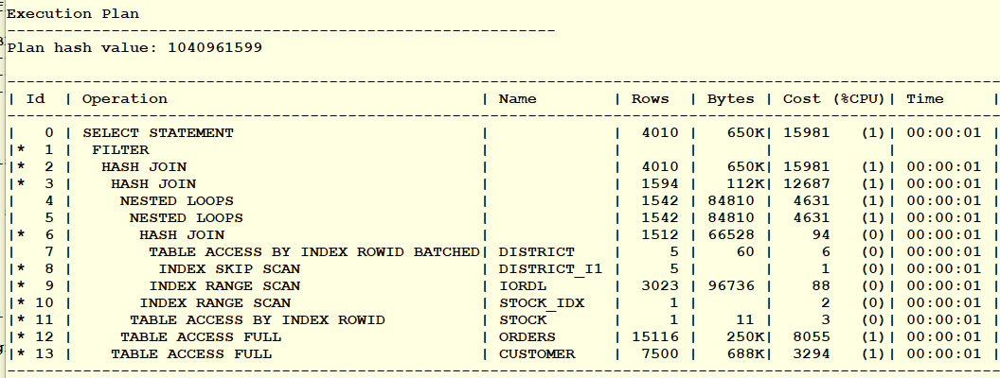 Execution Plan
----------------------------------------------------------
Plan hash value: 1040961599

---------------------------------------------------------------------------------------------------------
| Id  | Operation                                | Name        | Rows  | Bytes | Cost (%CPU)| Time     |
---------------------------------------------------------------------------------------------------------
|   0 | SELECT STATEMENT                         |             |  4010 |   650K| 15981   (1)| 00:00:01 |
|*  1 |  FILTER                                  |             |       |       |            |          |
|*  2 |   HASH JOIN                              |             |  4010 |   650K| 15981   (1)| 00:00:01 |
|*  3 |    HASH JOIN                             |             |  1594 |   112K| 12687   (1)| 00:00:01 |
|   4 |     NESTED LOOPS                         |             |  1542 | 84810 |  4631   (1)| 00:00:01 |
|   5 |      NESTED LOOPS                        |             |  1542 | 84810 |  4631   (1)| 00:00:01 |
|*  6 |       HASH JOIN                          |             |  1512 | 66528 |    94   (0)| 00:00:01 |
|   7 |        TABLE ACCESS BY INDEX ROWID BATCHED| DISTRICT    |     5 |    60 |     6   (0)| 00:00:01 |
|*  8 |         INDEX SKIP SCAN                  | DISTRICT_I1 |     5 |       |     1   (0)| 00:00:01 |
|*  9 |        INDEX RANGE SCAN                  | IORDL       |  3023 | 96736 |    88   (0)| 00:00:01 |
|* 10 |       INDEX RANGE SCAN                   | STOCK_IDX   |     1 |       |     2   (0)| 00:00:01 |
|* 11 |      TABLE ACCESS BY INDEX ROWID         | STOCK       |     1 |    11 |     3   (0)| 00:00:01 |
|* 12 |     TABLE ACCESS FULL                    | ORDERS      | 15116 |   250K|  8055   (1)| 00:00:01 |
|* 13 |    TABLE ACCESS FULL                     | CUSTOMER    |  7500 |   688K|  3294   (1)| 00:00:01 |
---------------------------------------------------------------------------------------------------------